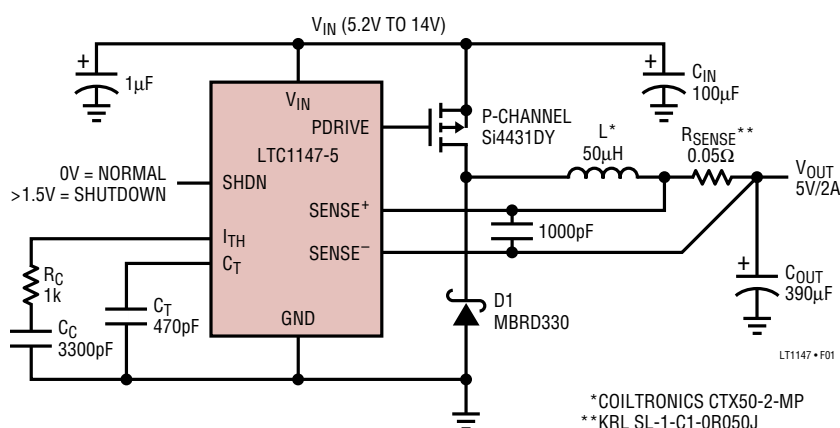 VIN (5.2V TO 14V)
+
1µF
VIN
PDRIVE
LTC1147-5
P-CHANNEL
Si4431DY
+
CIN
100µF
L*
50µH
RSENSE**
0.05Ω
VOUT
5V/2A
0V = NORMAL
>1.5V = SHUTDOWN
SHDN
SENSE+
SENSE–
1000pF
ITH
CT
RC
1k
CC
3300pF
CT
470pF
GND
D1
MBRD330
+
COUT
390µF
LT1147 • F01
*COILTRONICS CTX50-2-MP
**KRL SL-1-C1-0R050J